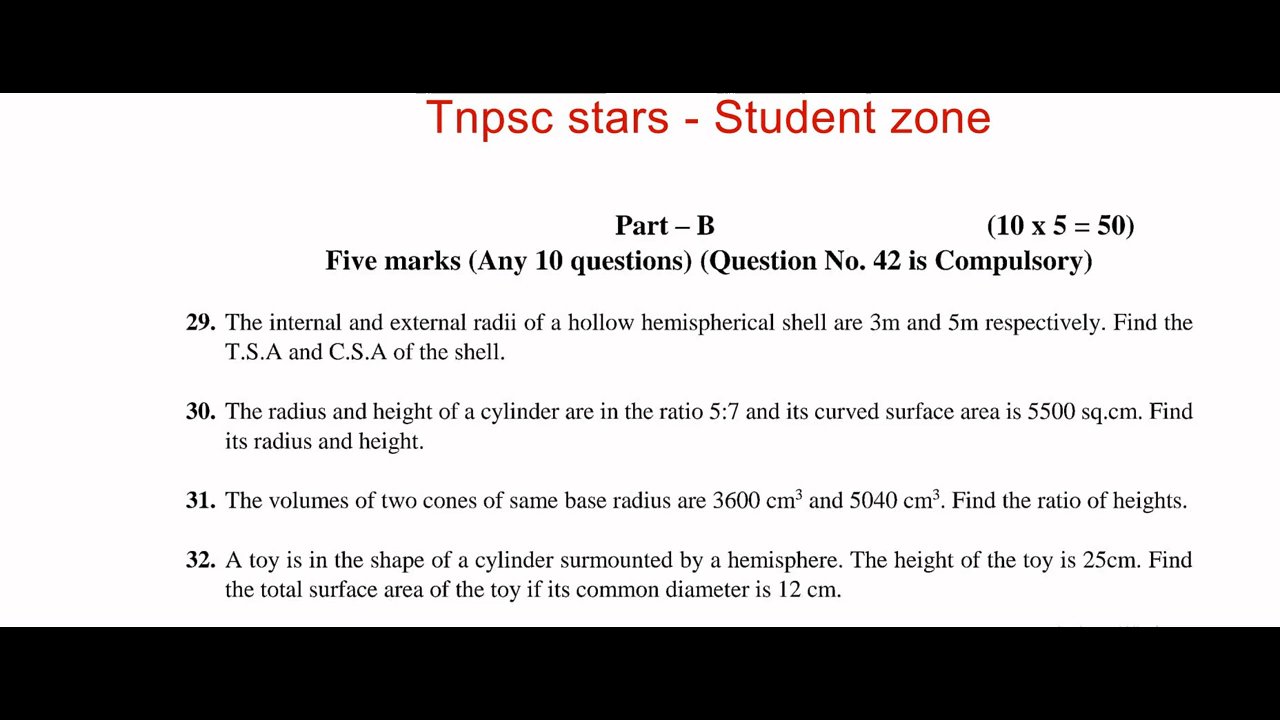 Tnpsc stars - Student zone
Part – B (10 x 5 = 50)
Five marks (Any 10 questions) (Question No. 42 is Compulsory)
29. The internal and external radii of a hollow hemispherical shell are 3m and 5m respectively. Find the
T.S.A and C.S.A of the shell.
30. The radius and height of a cylinder are in the ratio 5:7 and its curved surface area is 5500 sq.cm. Find
its radius and height.
31. The volumes of two cones of same base radius are 3600 cm³ and 5040 cm³. Find the ratio of heights.
32. A toy is in the shape of a cylinder surmounted by a hemisphere. The height of the toy is 25cm. Find
the total surface area of the toy if its common diameter is 12 cm.